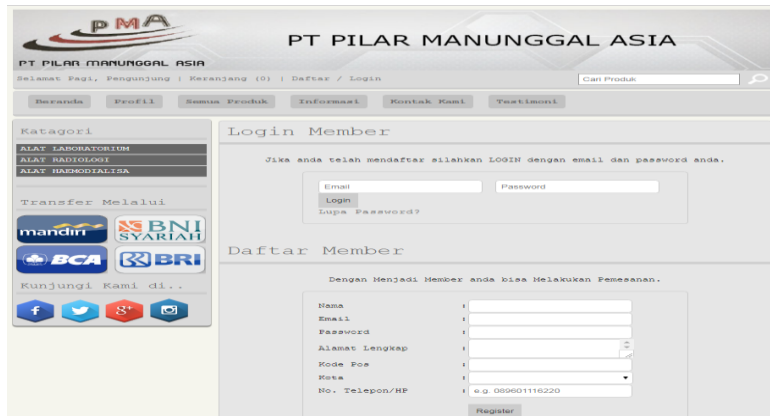 PMA
PT PILAR MANUNGGAL ASIA
PT PILAR MANUNGGAL ASIA
Selamat Pagi, Pengunjung | Keranjang (0) | Daftar / Login
Cari Produk
Beranda Profil Semua Produk Informasi Kontak Kami Testimoni
Katagori
ALAT LABORATORIUM
ALAT RADIOLOGI
ALAT HAEMODIALISA
Transfer Melalui
mandiri BNI SYARIAH
BCA BRI
Kunjungi Kami di..
f g+
Login Member
Jika anda telah mendaftar silahkan LOGIN dengan email dan password anda.
Email Password
Login
Lupa Password?
Daftar Member
Dengan Menjadi Member anda bisa Melakukan Pemesanan.
Nama :
Email :
Password :
Alamat Lengkap :
Kode Pos :
Kota :
No. Telepon/HP : e.g. 089601116220
Register